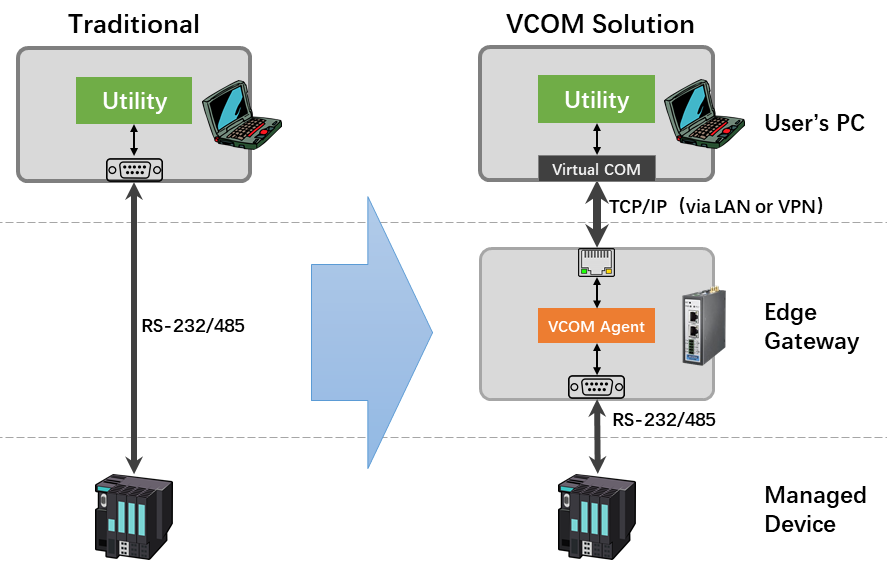 Traditional
VCOM Solution
Utility
Utility
User’s PC
Virtual COM
TCP/IP（via LAN or VPN）
RS-232/485
VCOM Agent
Edge
Gateway
RS-232/485
Managed
Device